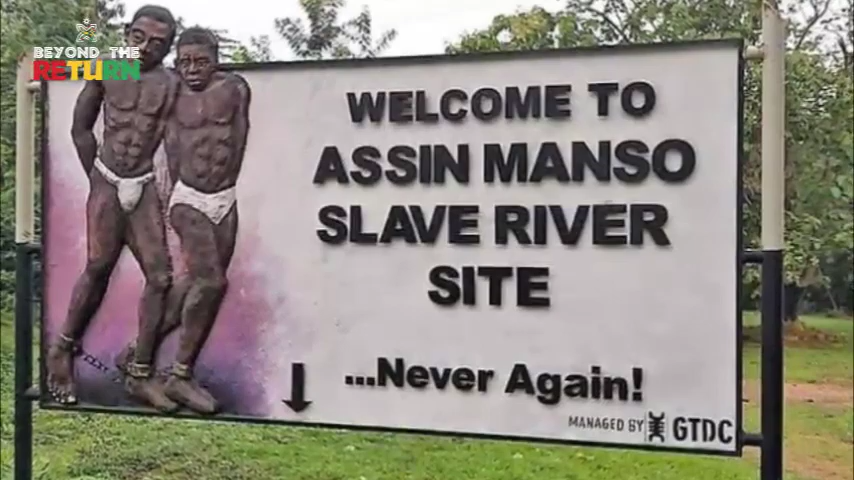 BEYOND THE
RETURN
WELCOME TO
ASSIN MANSO
SLAVE RIVER
SITE
...Never Again!
MANAGED BY GTDC